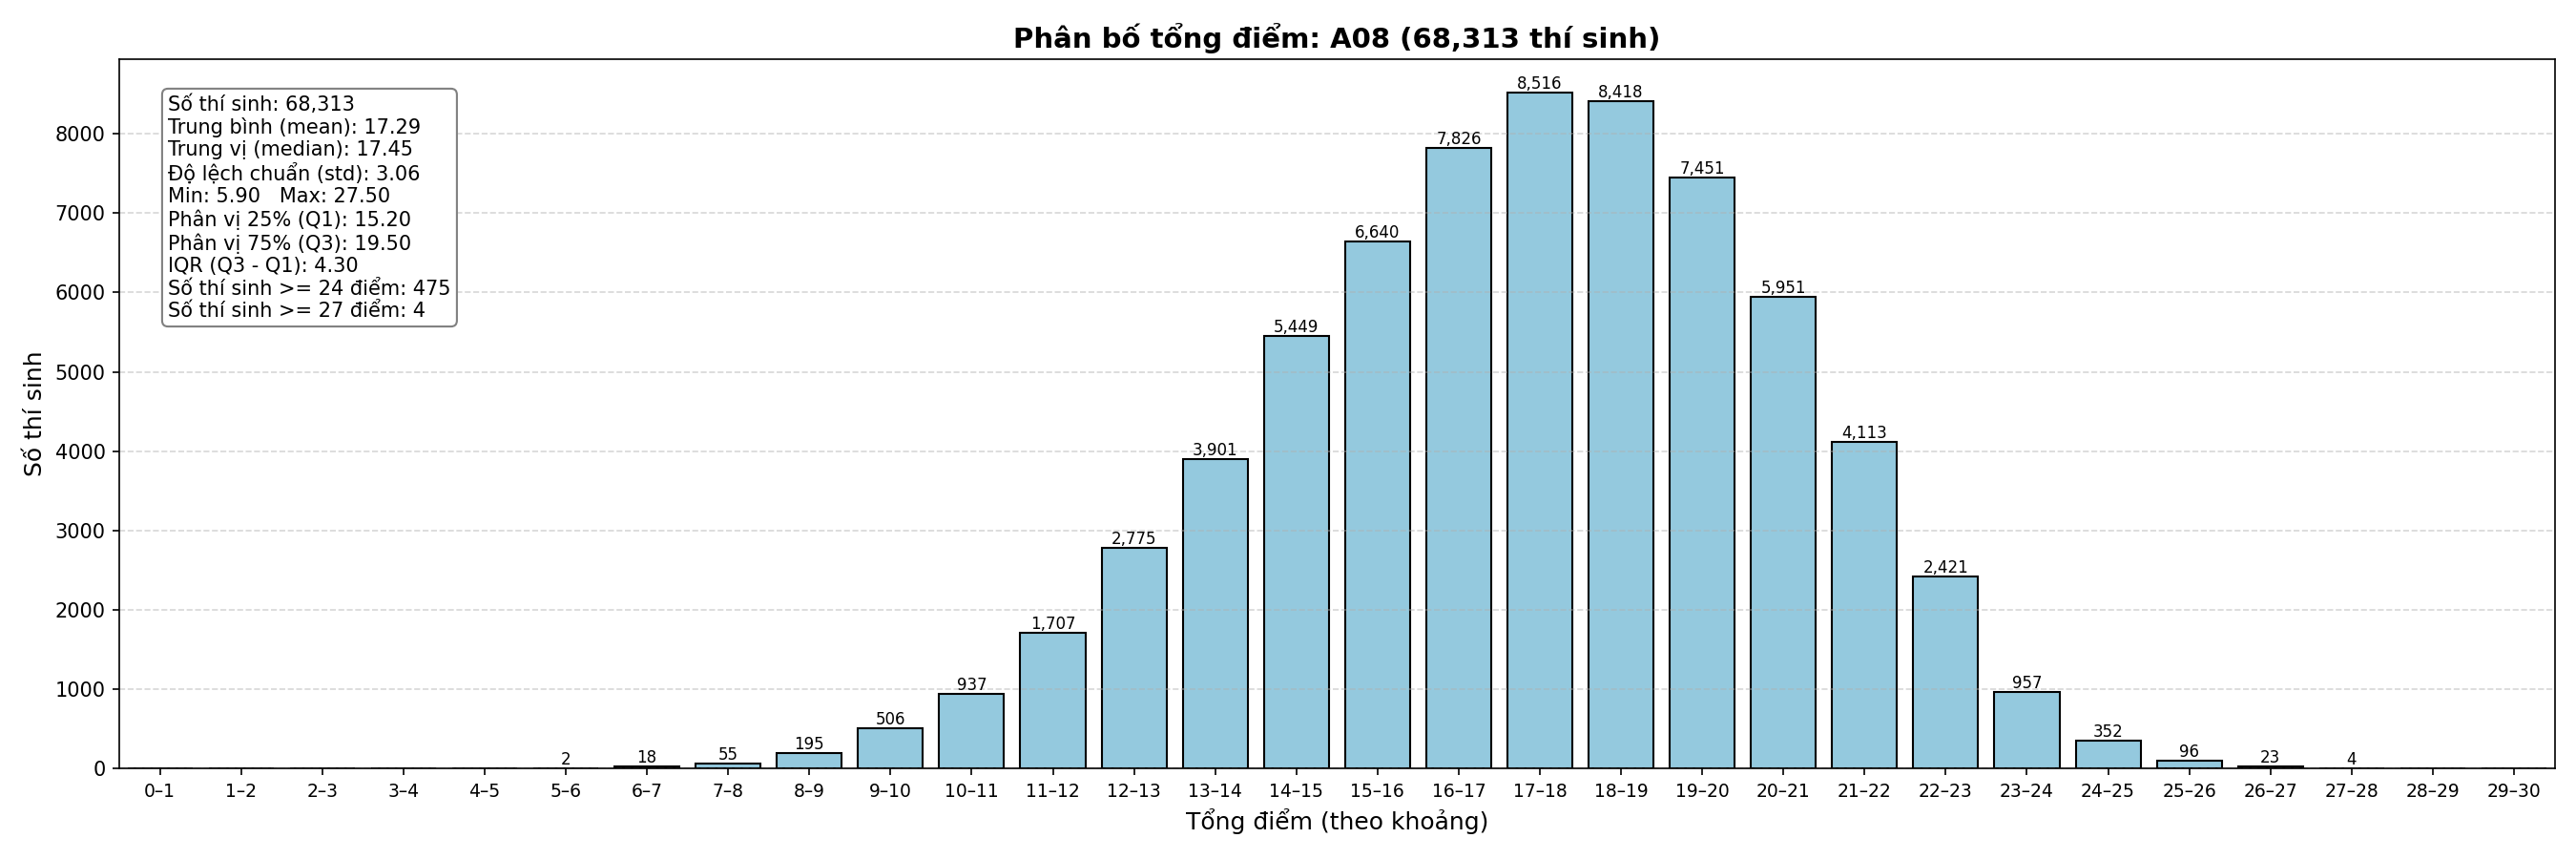 Phân bố tổng điểm: A08 (68,313 thí sinh)
Số thí sinh: 68,313
Trung bình (mean): 17.29
Trung vị (median): 17.45
Độ lệch chuẩn (std): 3.06
Min: 5.90   Max: 27.50
Phân vị 25% (Q1): 15.20
Phân vị 75% (Q3): 19.50
IQR (Q3 - Q1): 4.30
Số thí sinh >= 24 điểm: 475
Số thí sinh >= 27 điểm: 4
Số thí sinh
8000
7000
6000
5000
4000
3000
2000
1000
0
2
18
55
195
506
937
1,707
2,775
3,901
5,449
6,640
7,826
8,516
8,418
7,451
5,951
4,113
2,421
957
352
96
23
4
0–1 1–2 2–3 3–4 4–5 5–6 6–7 7–8 8–9 9–10 10–11 11–12 12–13 13–14 14–15 15–16 16–17 17–18 18–19 19–20 20–21 21–22 22–23 23–24 24–25 25–26 26–27 27–28 28–29 29–30
Tổng điểm (theo khoảng)